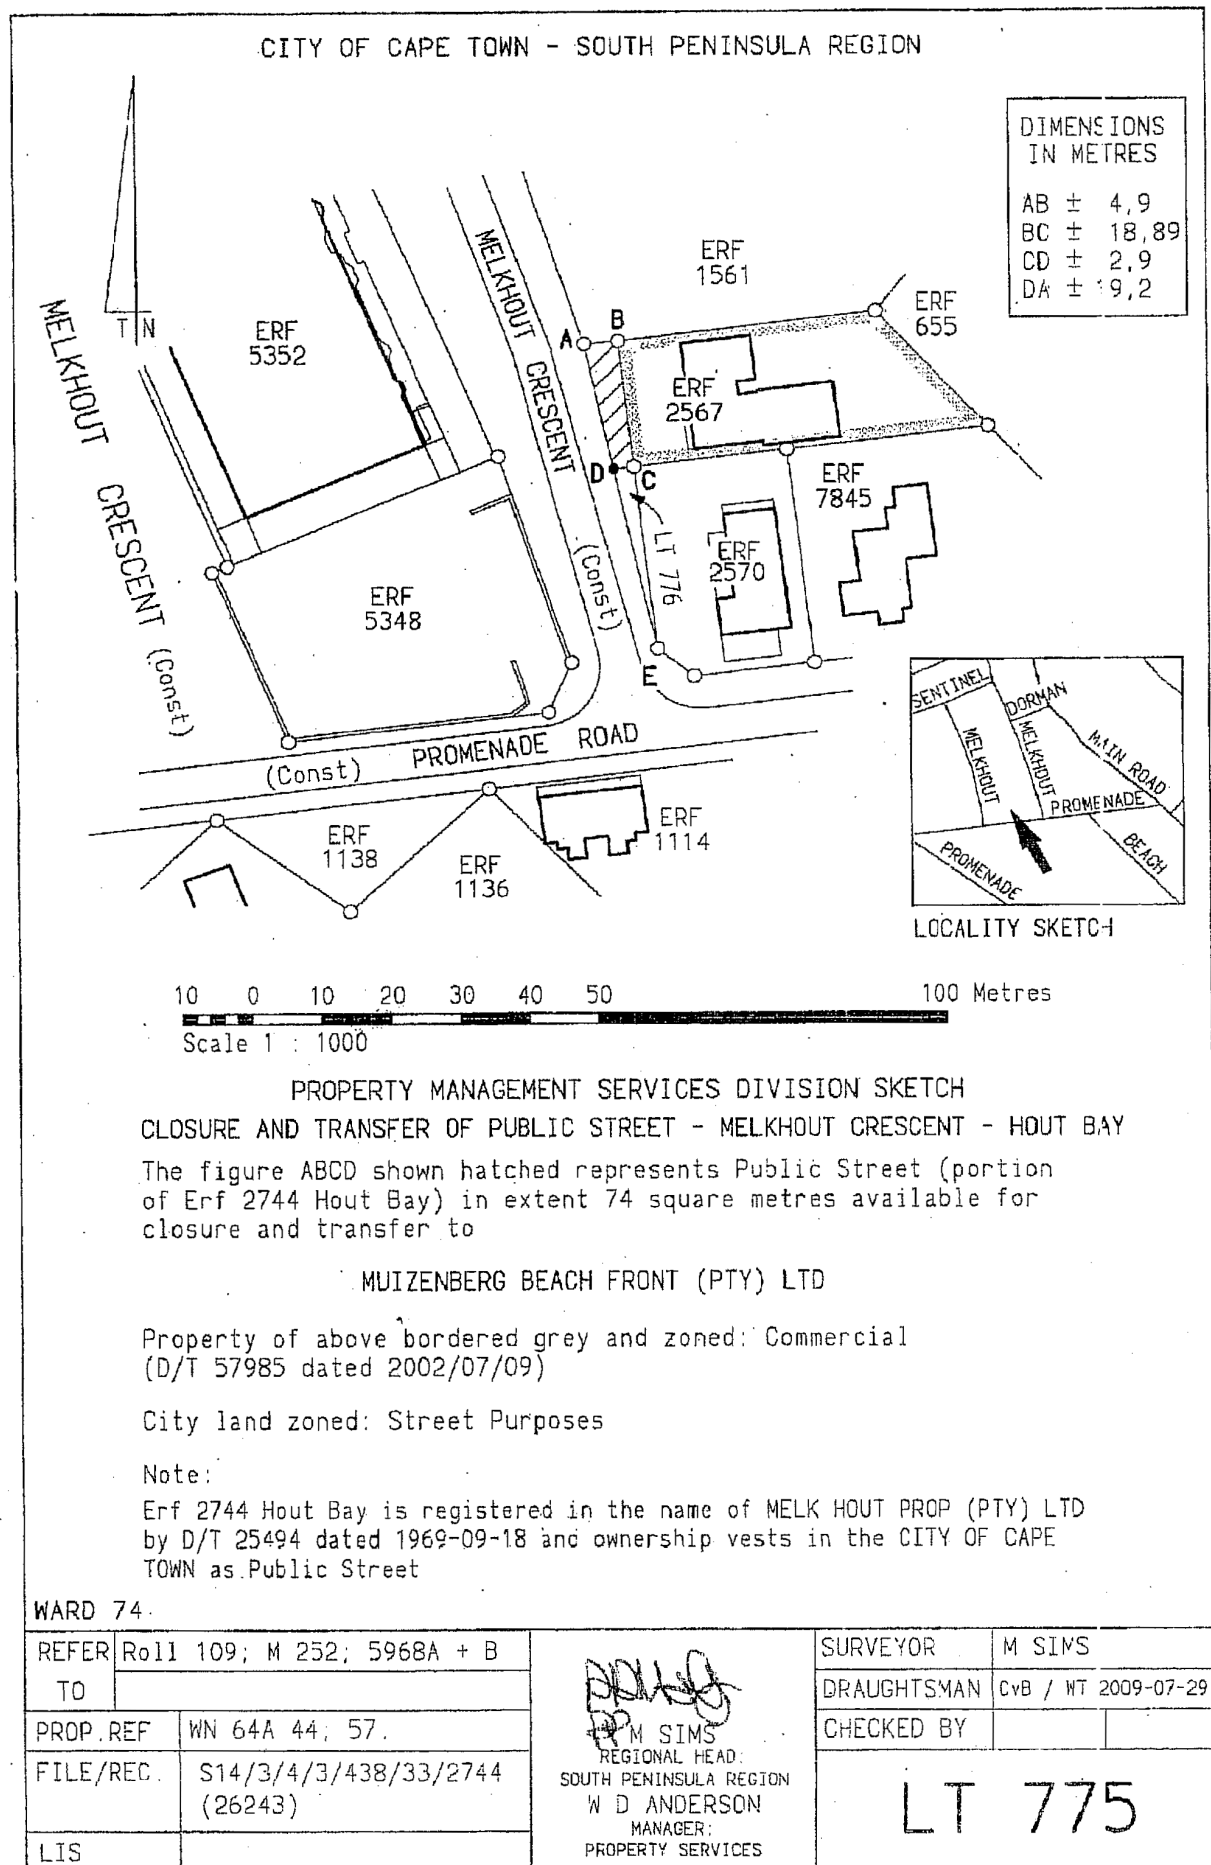 CITY OF CAPE TOWN - SOUTH PENINSULA REGION
DIMENSIONS
IN METRES
AB ± 4,9
BC ± 18,89
CD ± 2,9
DA ± 19,2
T N
MELKHOUT CRESCENT (Const)
ERF
5352
MELKHOUT CRESCENT (Const)
ERF
1561
ERF
655
A
B
ERF
2567
D
C
ERF
7845
LT 776
ERF
2570
ERF
5348
E
PROMENADE ROAD
(Const)
ERF
1138
ERF
1136
ERF
1114
SENTINEL
DORMAN
MELKHOUT
MELKHOUT
MAIN ROAD
PROMENADE
PROMENADE
BEACH
LOCALITY SKETCH
10 0 10 20 30 40 50 100 Metres
Scale 1 : 1000
PROPERTY MANAGEMENT SERVICES DIVISION SKETCH
CLOSURE AND TRANSFER OF PUBLIC STREET - MELKHOUT CRESCENT - HOUT BAY
The figure ABCD shown hatched represents Public Street (portion
of Erf 2744 Hout Bay) in extent 74 square metres available for
closure and transfer to
MUIZENBERG BEACH FRONT (PTY) LTD
Property of above bordered grey and zoned: Commercial
(D/T 57985 dated 2002/07/09)
City land zoned: Street Purposes
Note:
Erf 2744 Hout Bay is registered in the name of MELK HOUT PROP (PTY) LTD
by D/T 25494 dated 1969-09-18 and ownership vests in the CITY OF CAPE
TOWN as Public Street
WARD 74
REFER TO
Roll 109; M 252; 5968A + B
PROP.REF WN 64A 44; 57.
FILE/REC. S14/3/4/3/438/33/2744
(26243)
LIS
PP M SIMS
REGIONAL HEAD:
SOUTH PENINSULA REGION
W D ANDERSON
MANAGER:
PROPERTY SERVICES
SURVEYOR M SIMS
DRAUGHTSMAN CvB / WT 2009-07-29
CHECKED BY
LT 775